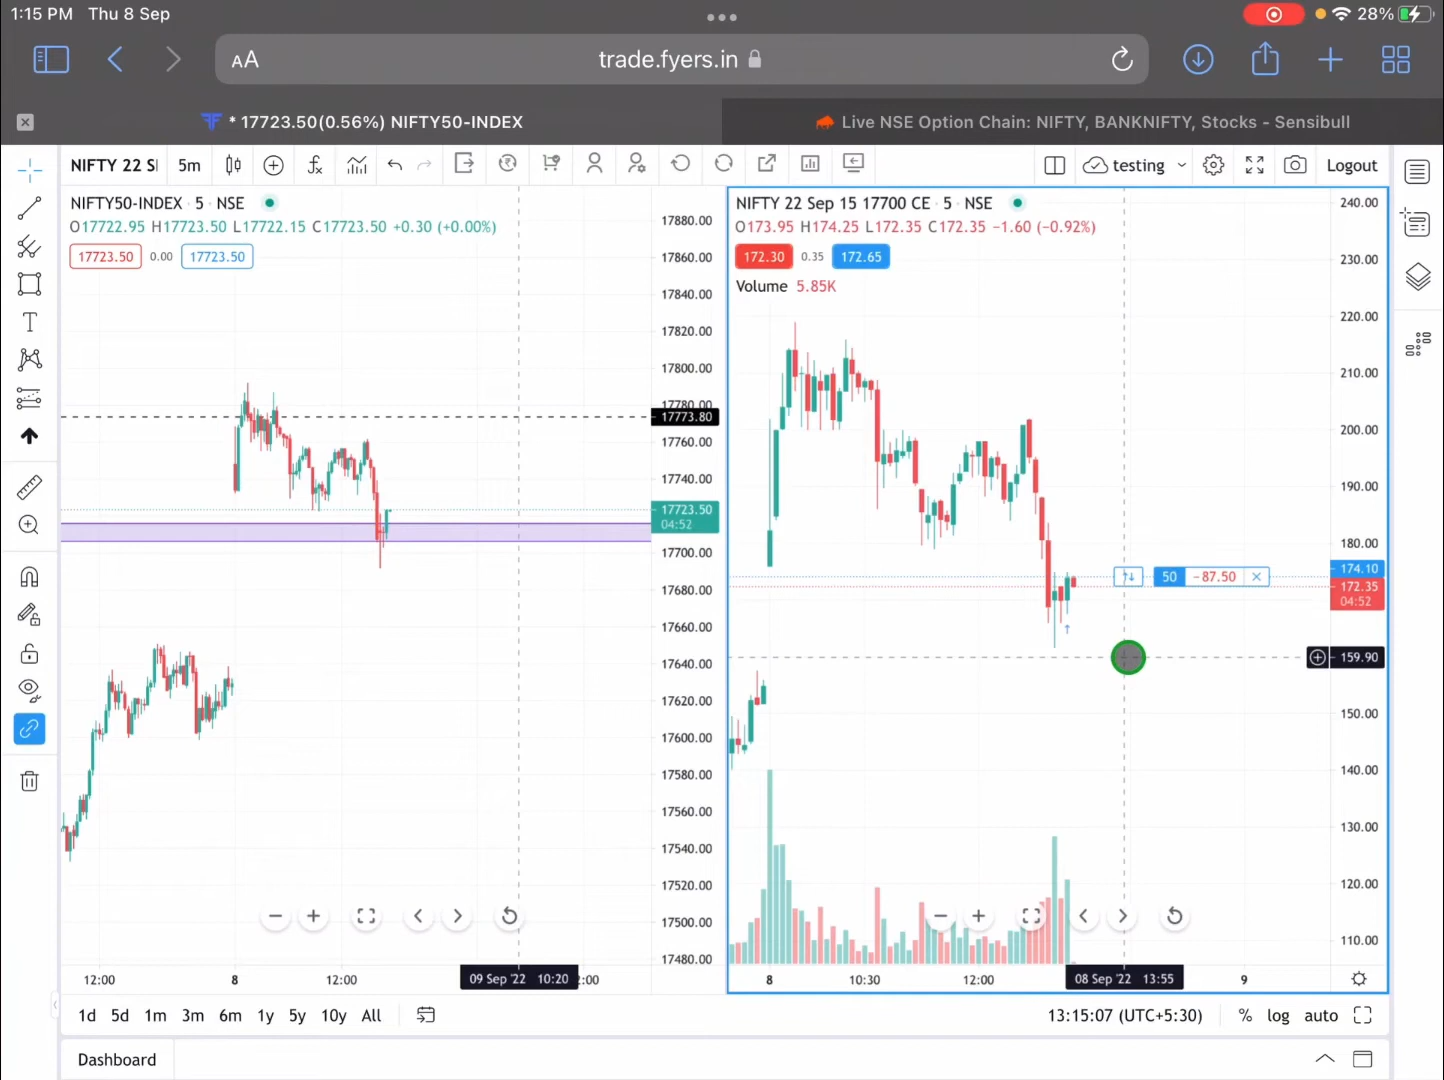 1:15 PM Thu 8 Sep
28%
AA
trade.fyers.in
* 17723.50(0.56%) NIFTY50-INDEX
Live NSE Option Chain: NIFTY, BANKNIFTY, Stocks - Sensibull
NIFTY 22 S
5m
testing
Logout
NIFTY50-INDEX · 5 · NSE
O17722.95 H17723.50 L17722.15 C17723.50 +0.30 (+0.00%)
17723.50 0.00 17723.50
17880.00
17860.00
17840.00
17820.00
17800.00
17780.00
17773.80
17760.00
17740.00
17723.50
04:52
17700.00
17680.00
17660.00
17640.00
17620.00
17600.00
17580.00
17560.00
17540.00
17520.00
17500.00
17480.00
12:00 8 12:00 09 Sep '22 10:20 2:00
NIFTY 22 Sep 15 17700 CE · 5 · NSE
O173.95 H174.25 L172.35 C172.35 −1.60 (−0.92%)
172.30 0.35 172.65
Volume 5.85K
240.00
230.00
220.00
210.00
200.00
190.00
180.00
174.10
50 −87.50
172.35
04:52
159.90
150.00
140.00
130.00
120.00
110.00
8 10:30 12:00 08 Sep '22 13:55 9
1d 5d 1m 3m 6m 1y 5y 10y All
13:15:07 (UTC+5:30) % log auto
Dashboard